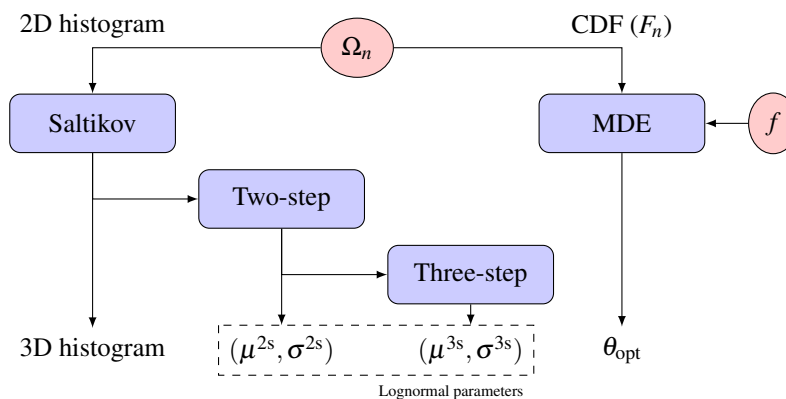 2D histogram
Ωₙ
CDF (Fₙ)
Saltikov
MDE
f
Two-step
Three-step
3D histogram
(μ²ˢ, σ²ˢ)
(μ³ˢ, σ³ˢ)
θopt
Lognormal parameters